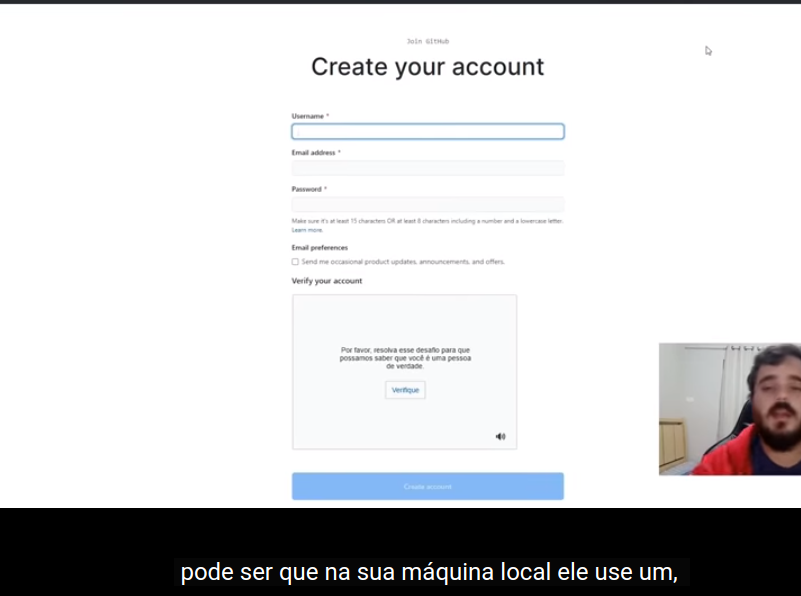 Join GitHub
Create your account
Username *
Email address *
Password *
Make sure it's at least 15 characters OR at least 8 characters including a number and a lowercase letter.
Learn more.
Email preferences
Send me occasional product updates, announcements, and offers.
Verify your account
Por favor, resolva esse desafio para que
possamos saber que você é uma pessoa
de verdade.
Verifique
Create account
pode ser que na sua máquina local ele use um,